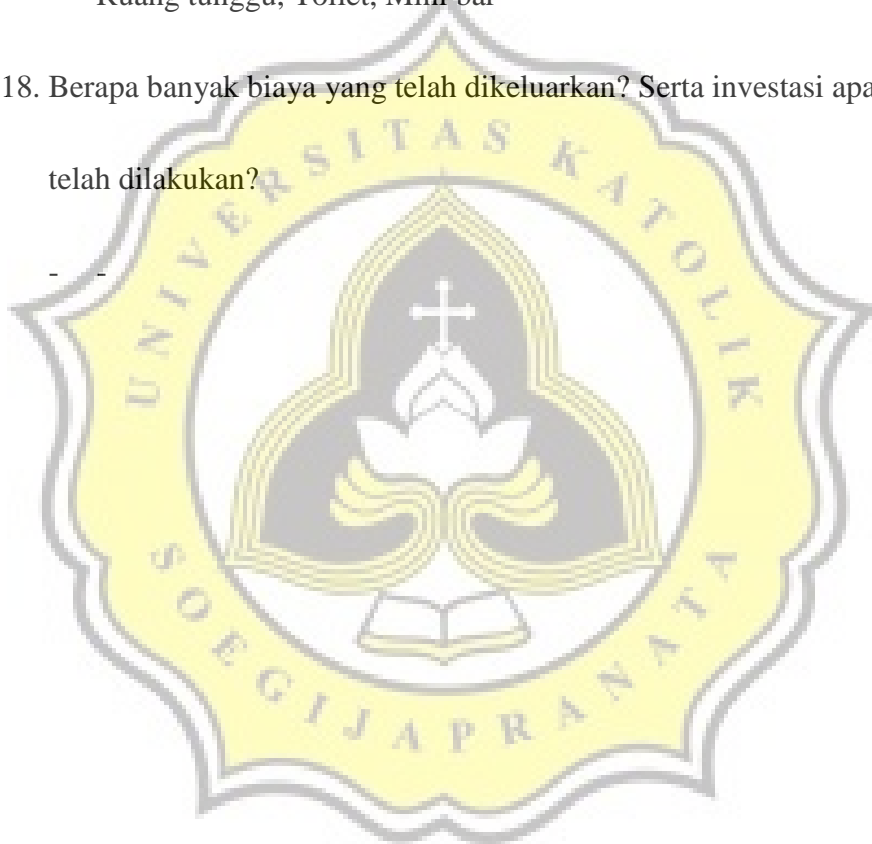 Ruang tunggu, Toilet, Mini bar
18. Berapa banyak biaya yang telah dikeluarkan? Serta investasi apa
telah dilakukan?
- -
UNIVERSITAS KATOLIK
SOEGIJAPRANATA